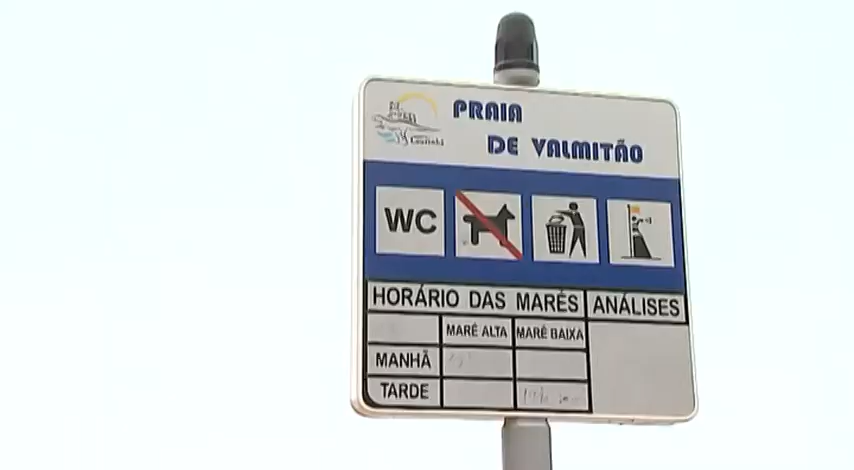 PRAIA
DE VALMITÃO
WC
HORÁRIO DAS MARÉS ANÁLISES
MARÉ ALTA MARÉ BAIXA
MANHÃ
TARDE